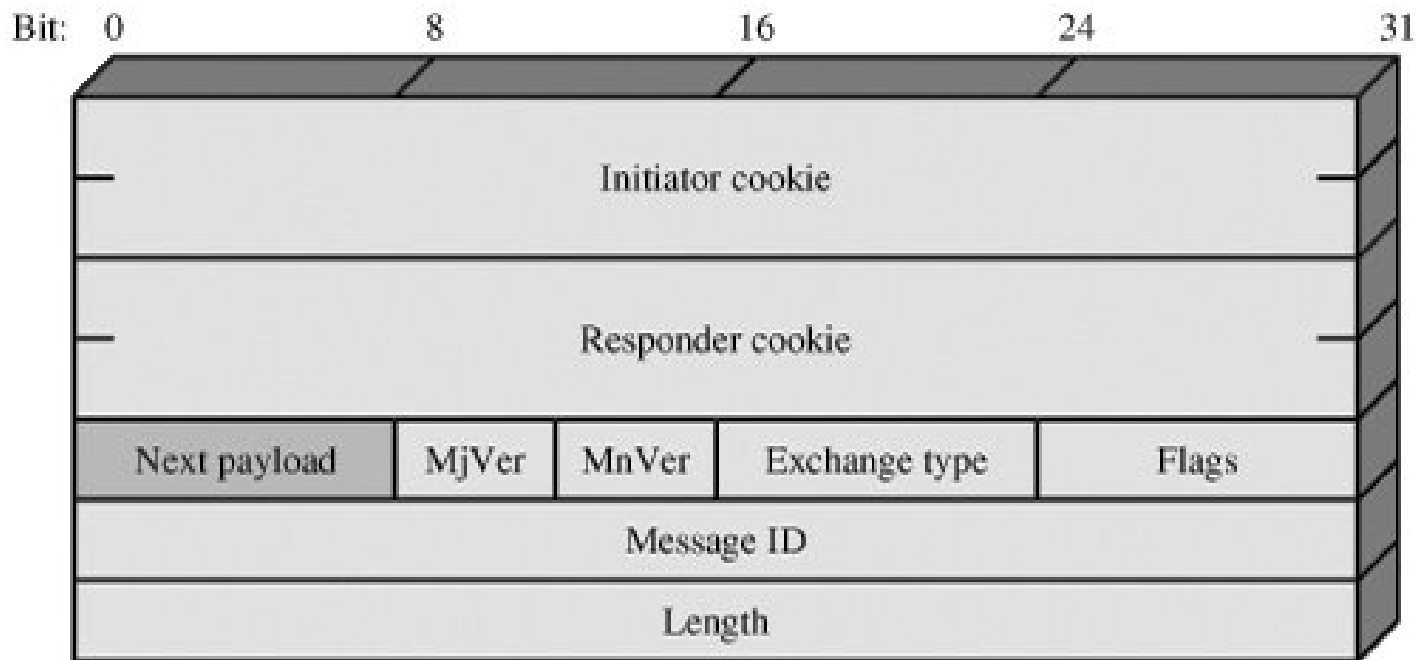 Bit: 0 8 16 24 31
Initiator cookie
Responder cookie
Next payload MjVer MnVer Exchange type Flags
Message ID
Length